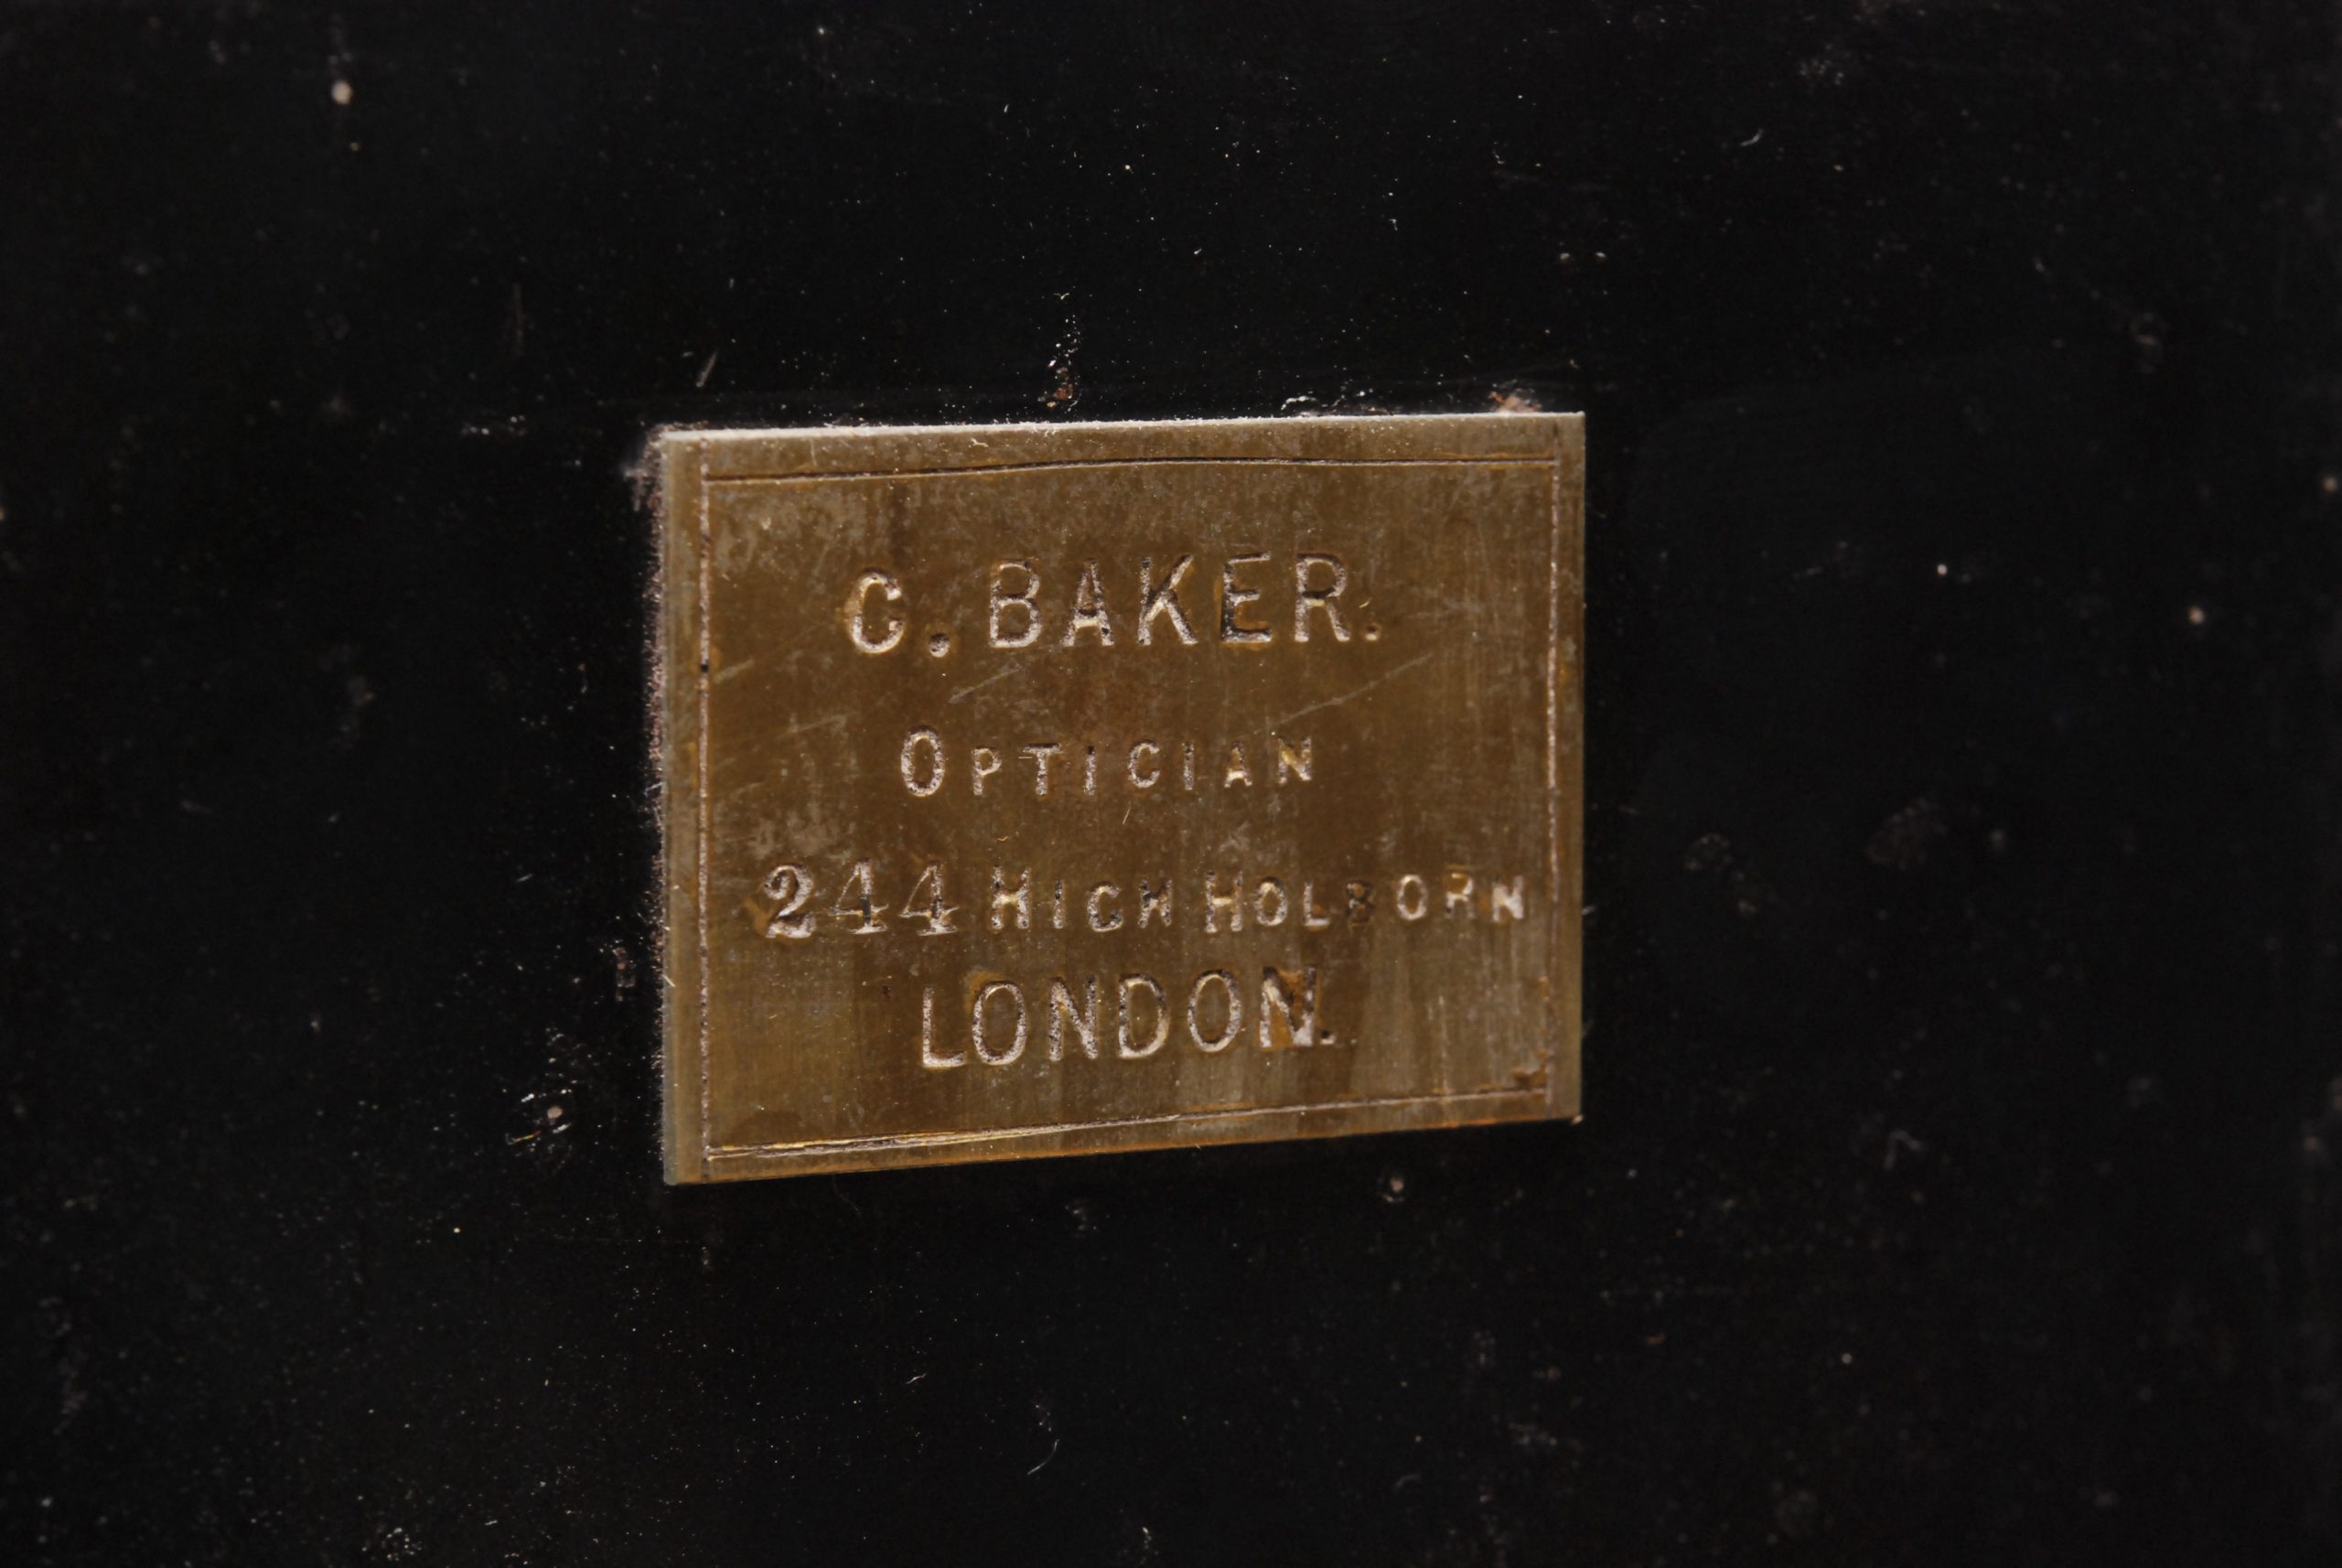 C. BAKER.
OPTICIAN
244 HIGH HOLBORN
LONDON.